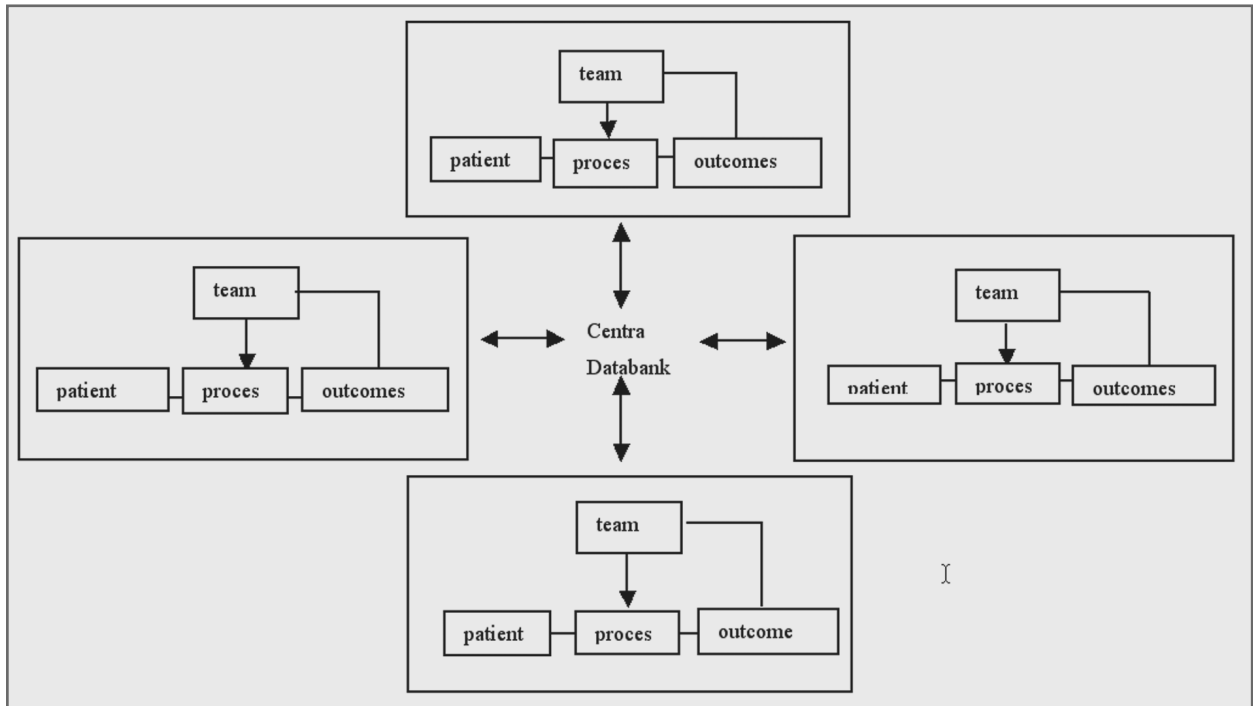 team
patient
proces
outcomes
team
patient
proces
outcomes
Centra
Databank
team
patient
proces
outcomes
team
patient
proces
outcome